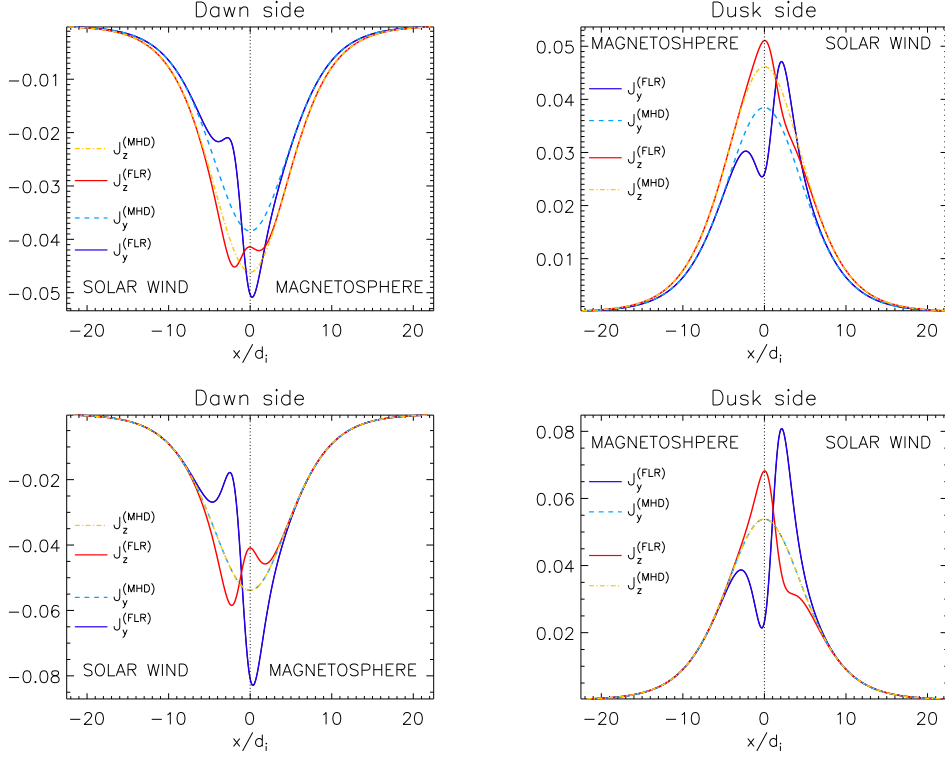 Dawn side
-0.01
-0.02
-0.03
-0.04
-0.05
J_z^(MHD)
J_z^(FLR)
J_y^(MHD)
J_y^(FLR)
SOLAR WIND MAGNETOSPHERE
-20 -10 0 10 20
x/d_i
Dusk side
0.05
0.04
0.03
0.02
0.01
MAGNETOSHPERE SOLAR WIND
J_y^(FLR)
J_y^(MHD)
J_z^(FLR)
J_z^(MHD)
-20 -10 0 10 20
x/d_i
Dawn side
-0.02
-0.04
-0.06
-0.08
J_z^(MHD)
J_z^(FLR)
J_y^(MHD)
J_y^(FLR)
SOLAR WIND MAGNETOSPHERE
-20 -10 0 10 20
x/d_i
Dusk side
0.08
0.06
0.04
0.02
MAGNETOSHPERE SOLAR WIND
J_y^(FLR)
J_y^(MHD)
J_z^(FLR)
J_z^(MHD)
-20 -10 0 10 20
x/d_i